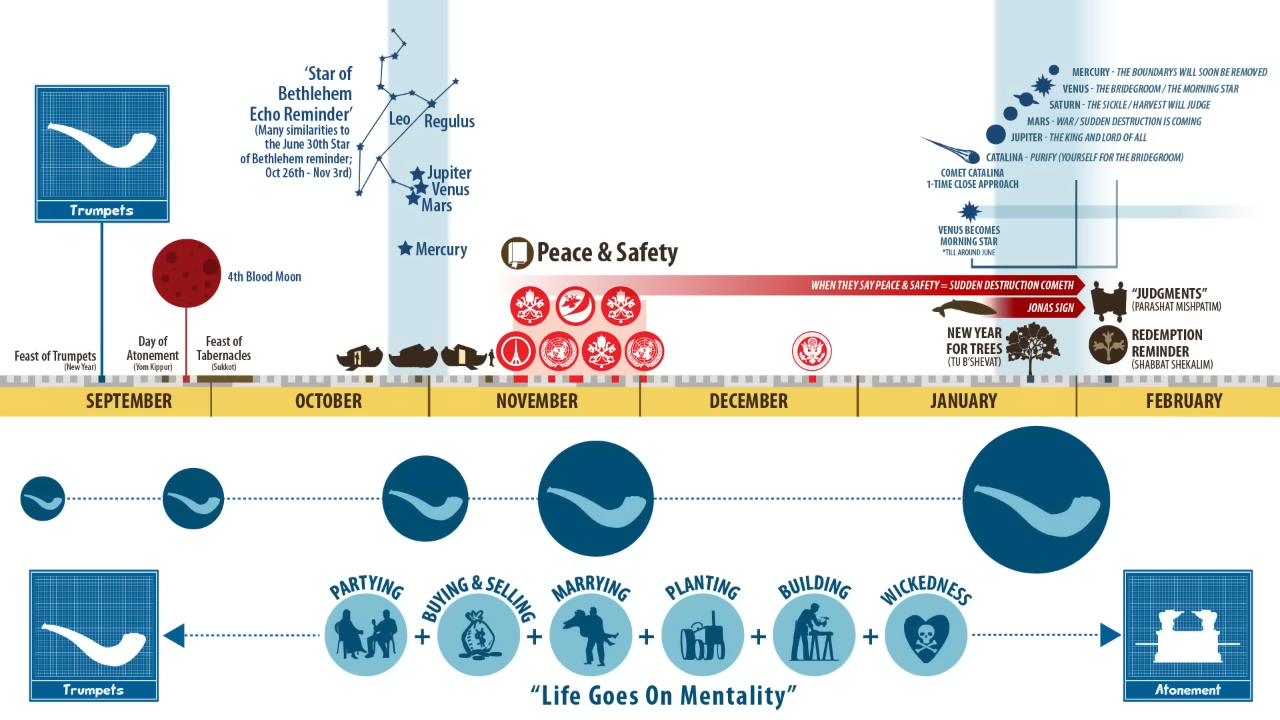 'Star of
Bethlehem
Echo Reminder'
(Many similarities to
the June 30th Star
of Bethlehem reminder;
Oct 26th - Nov 3rd)
Leo
Regulus
Jupiter
Venus
Mars
Mercury
MERCURY - THE BOUNDARYS WILL SOON BE REMOVED
VENUS - THE BRIDEGROOM / THE MORNING STAR
SATURN - THE SICKLE / HARVEST WILL JUDGE
MARS - WAR / SUDDEN DESTRUCTION IS COMING
JUPITER - THE KING AND LORD OF ALL
CATALINA - PURIFY (YOURSELF FOR THE BRIDEGROOM)
COMET CATALINA
1-TIME CLOSE APPROACH
VENUS BECOMES
MORNING STAR
*TILL AROUND JUNE
Trumpets
4th Blood Moon
Peace & Safety
WHEN THEY SAY PEACE & SAFETY = SUDDEN DESTRUCTION COMETH
JONAS SIGN
"JUDGMENTS"
(PARASHAT MISHPATIM)
Feast of Trumpets
(New Year)
Day of
Atonement
(Yom Kippur)
Feast of
Tabernacles
(Sukkot)
NEW YEAR
FOR TREES
(TU B'SHEVAT)
REDEMPTION
REMINDER
(SHABBAT SHEKALIM)
SEPTEMBER
OCTOBER
NOVEMBER
DECEMBER
JANUARY
FEBRUARY
PARTYING
BUYING & SELLING
MARRYING
PLANTING
BUILDING
WICKEDNESS
+
+
+
+
+
Trumpets
Atonement
"Life Goes On Mentality"